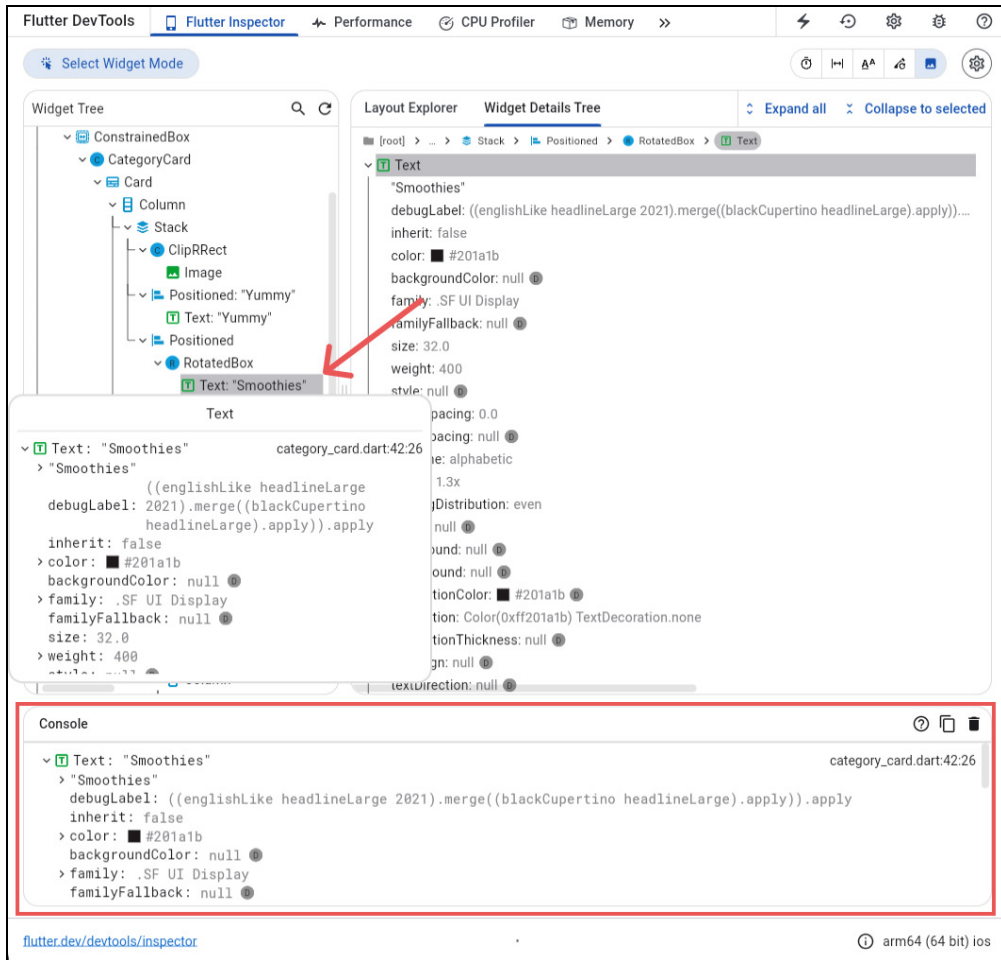 Flutter DevTools Flutter Inspector Performance CPU Profiler Memory
Select Widget Mode
Widget Tree
ConstrainedBox
CategoryCard
Card
Column
Stack
ClipRRect
Image
Positioned: "Yummy"
Text: "Yummy"
Positioned
RotatedBox
Text: "Smoothies"
Layout Explorer Widget Details Tree Expand all Collapse to selected
[root] > ... > Stack > Positioned > RotatedBox > Text
Text
"Smoothies"
debugLabel: ((englishLike headlineLarge 2021).merge((blackCupertino headlineLarge).apply))....
inherit: false
color: #201a1b
backgroundColor: null D
family: .SF UI Display
familyFallback: null D
size: 32.0
weight: 400
style: null D
pacing: 0.0
pacing: null D
ne: alphabetic
1.3x
gDistribution: even
null D
und: null D
ound: null D
tionColor: #201a1b D
tion: Color(0xff201a1b) TextDecoration.none
tionThickness: null D
gn: null D
textDirection: null D
Text
Text: "Smoothies" category_card.dart:42:26
"Smoothies"
((englishLike headlineLarge
debugLabel: 2021).merge((blackCupertino
headlineLarge).apply)).apply
inherit: false
color: #201a1b
backgroundColor: null D
family: .SF UI Display
familyFallback: null D
size: 32.0
weight: 400
Console
Text: "Smoothies" category_card.dart:42:26
"Smoothies"
debugLabel: ((englishLike headlineLarge 2021).merge((blackCupertino headlineLarge).apply)).apply
inherit: false
color: #201a1b
backgroundColor: null D
family: .SF UI Display
familyFallback: null D
flutter.dev/devtools/inspector arm64 (64 bit) ios